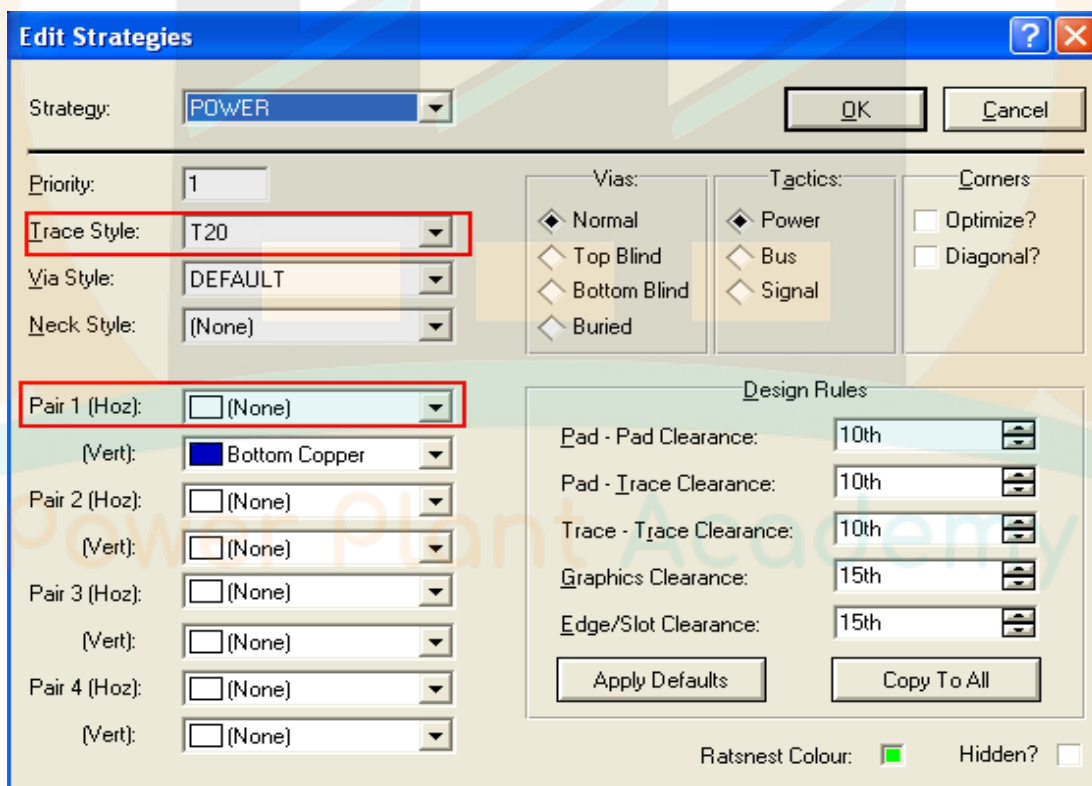 Edit Strategies
Strategy: POWER OK Cancel
Priority: 1
Trace Style: T20
Via Style: DEFAULT
Neck Style: (None)
Vias:
Normal
Top Blind
Bottom Blind
Buried
Tactics:
Power
Bus
Signal
Corners
Optimize?
Diagonal?
Pair 1 (Hoz): (None)
(Vert): Bottom Copper
Pair 2 (Hoz): (None)
(Vert): (None)
Pair 3 (Hoz): (None)
(Vert): (None)
Pair 4 (Hoz): (None)
(Vert): (None)
Design Rules
Pad - Pad Clearance: 10th
Pad - Trace Clearance: 10th
Trace - Trace Clearance: 10th
Graphics Clearance: 15th
Edge/Slot Clearance: 15th
Apply Defaults Copy To All
Ratsnest Colour: Hidden?
Power Plant Academy